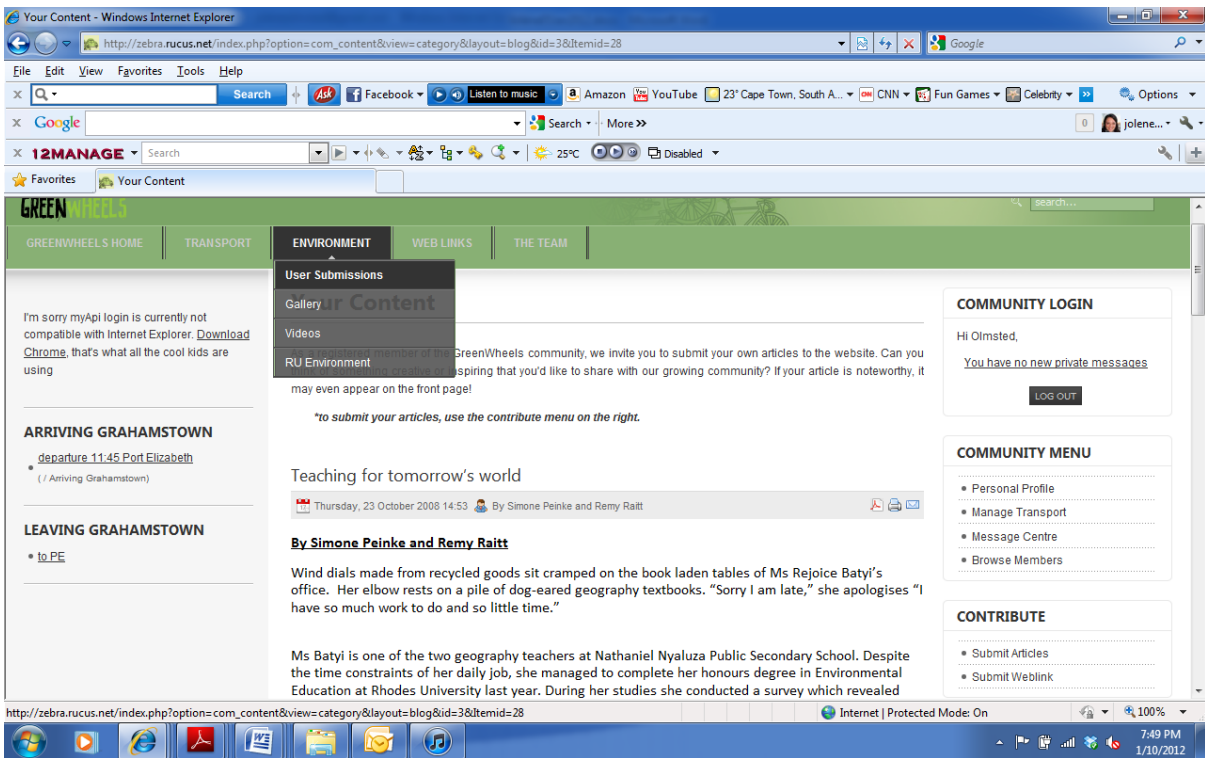 Your Content - Windows Internet Explorer
http://zebra.rucus.net/index.php?option=com_content&view=category&layout=blog&id=3&Itemid=28
Google
File Edit View Favorites Tools Help
x Search Ask Facebook Listen to music Amazon YouTube 23° Cape Town, South A... CNN Fun Games Celebrity Options
x Google Search More >> 0 jolene...
x 12MANAGE Search 25°C Disabled
Favorites Your Content
GREENWHEELS search...
GREENWHEELS HOME TRANSPORT ENVIRONMENT WEB LINKS THE TEAM
User Submissions
Gallery
Videos
RU Environment
I'm sorry myApi login is currently not
compatible with Internet Explorer. Download
Chrome, that's what all the cool kids are
using
ARRIVING GRAHAMSTOWN
departure 11:45 Port Elizabeth
( / Arriving Grahamstown)
LEAVING GRAHAMSTOWN
to PE
Your Content
member of the GreenWheels community, we invite you to submit your own articles to the website. Can you
inspiring that you'd like to share with our growing community? If your article is noteworthy, it
may even appear on the front page!
*to submit your articles, use the contribute menu on the right.
Teaching for tomorrow's world
Thursday, 23 October 2008 14:53 By Simone Peinke and Remy Raitt
By Simone Peinke and Remy Raitt
Wind dials made from recycled goods sit cramped on the book laden tables of Ms Rejoice Batyi's
office. Her elbow rests on a pile of dog-eared geography textbooks. "Sorry I am late," she apologises "I
have so much work to do and so little time."
Ms Batyi is one of the two geography teachers at Nathaniel Nyaluza Public Secondary School. Despite
the time constraints of her daily job, she managed to complete her honours degree in Environmental
Education at Rhodes University last year. During her studies she conducted a survey which revealed
COMMUNITY LOGIN
Hi Olmsted,
You have no new private messages
LOG OUT
COMMUNITY MENU
Personal Profile
Manage Transport
Message Centre
Browse Members
CONTRIBUTE
Submit Articles
Submit Weblink
http://zebra.rucus.net/index.php?option=com_content&view=category&layout=blog&id=3&Itemid=28 Internet | Protected Mode: On 100%
7:49 PM
1/10/2012